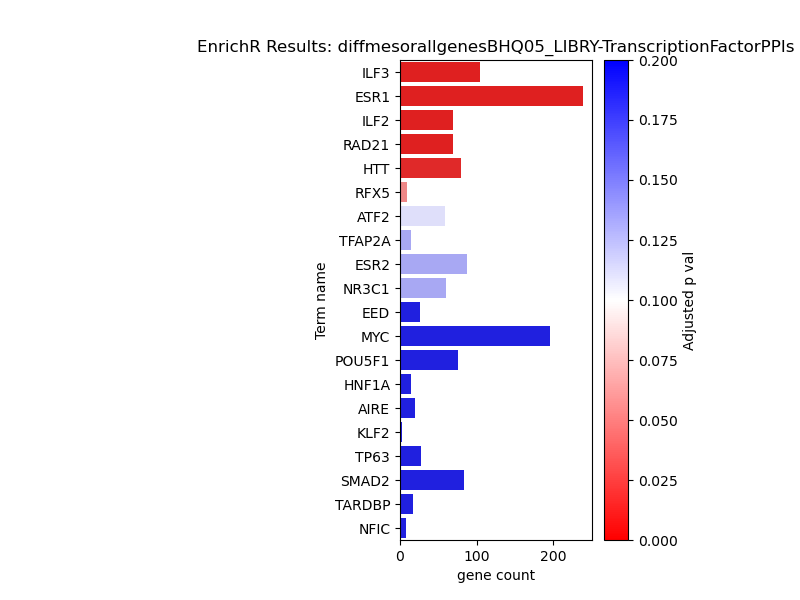 EnrichR Results: diffmesorallgenesBHQ05_LIBRY-TranscriptionFactorPPIs
Term name
ILF3
ESR1
ILF2
RAD21
HTT
RFX5
ATF2
TFAP2A
ESR2
NR3C1
EED
MYC
POU5F1
HNF1A
AIRE
KLF2
TP63
SMAD2
TARDBP
NFIC
0 100 200
gene count
0.200
0.175
0.150
0.125
0.100
0.075
0.050
0.025
0.000
Adjusted p val